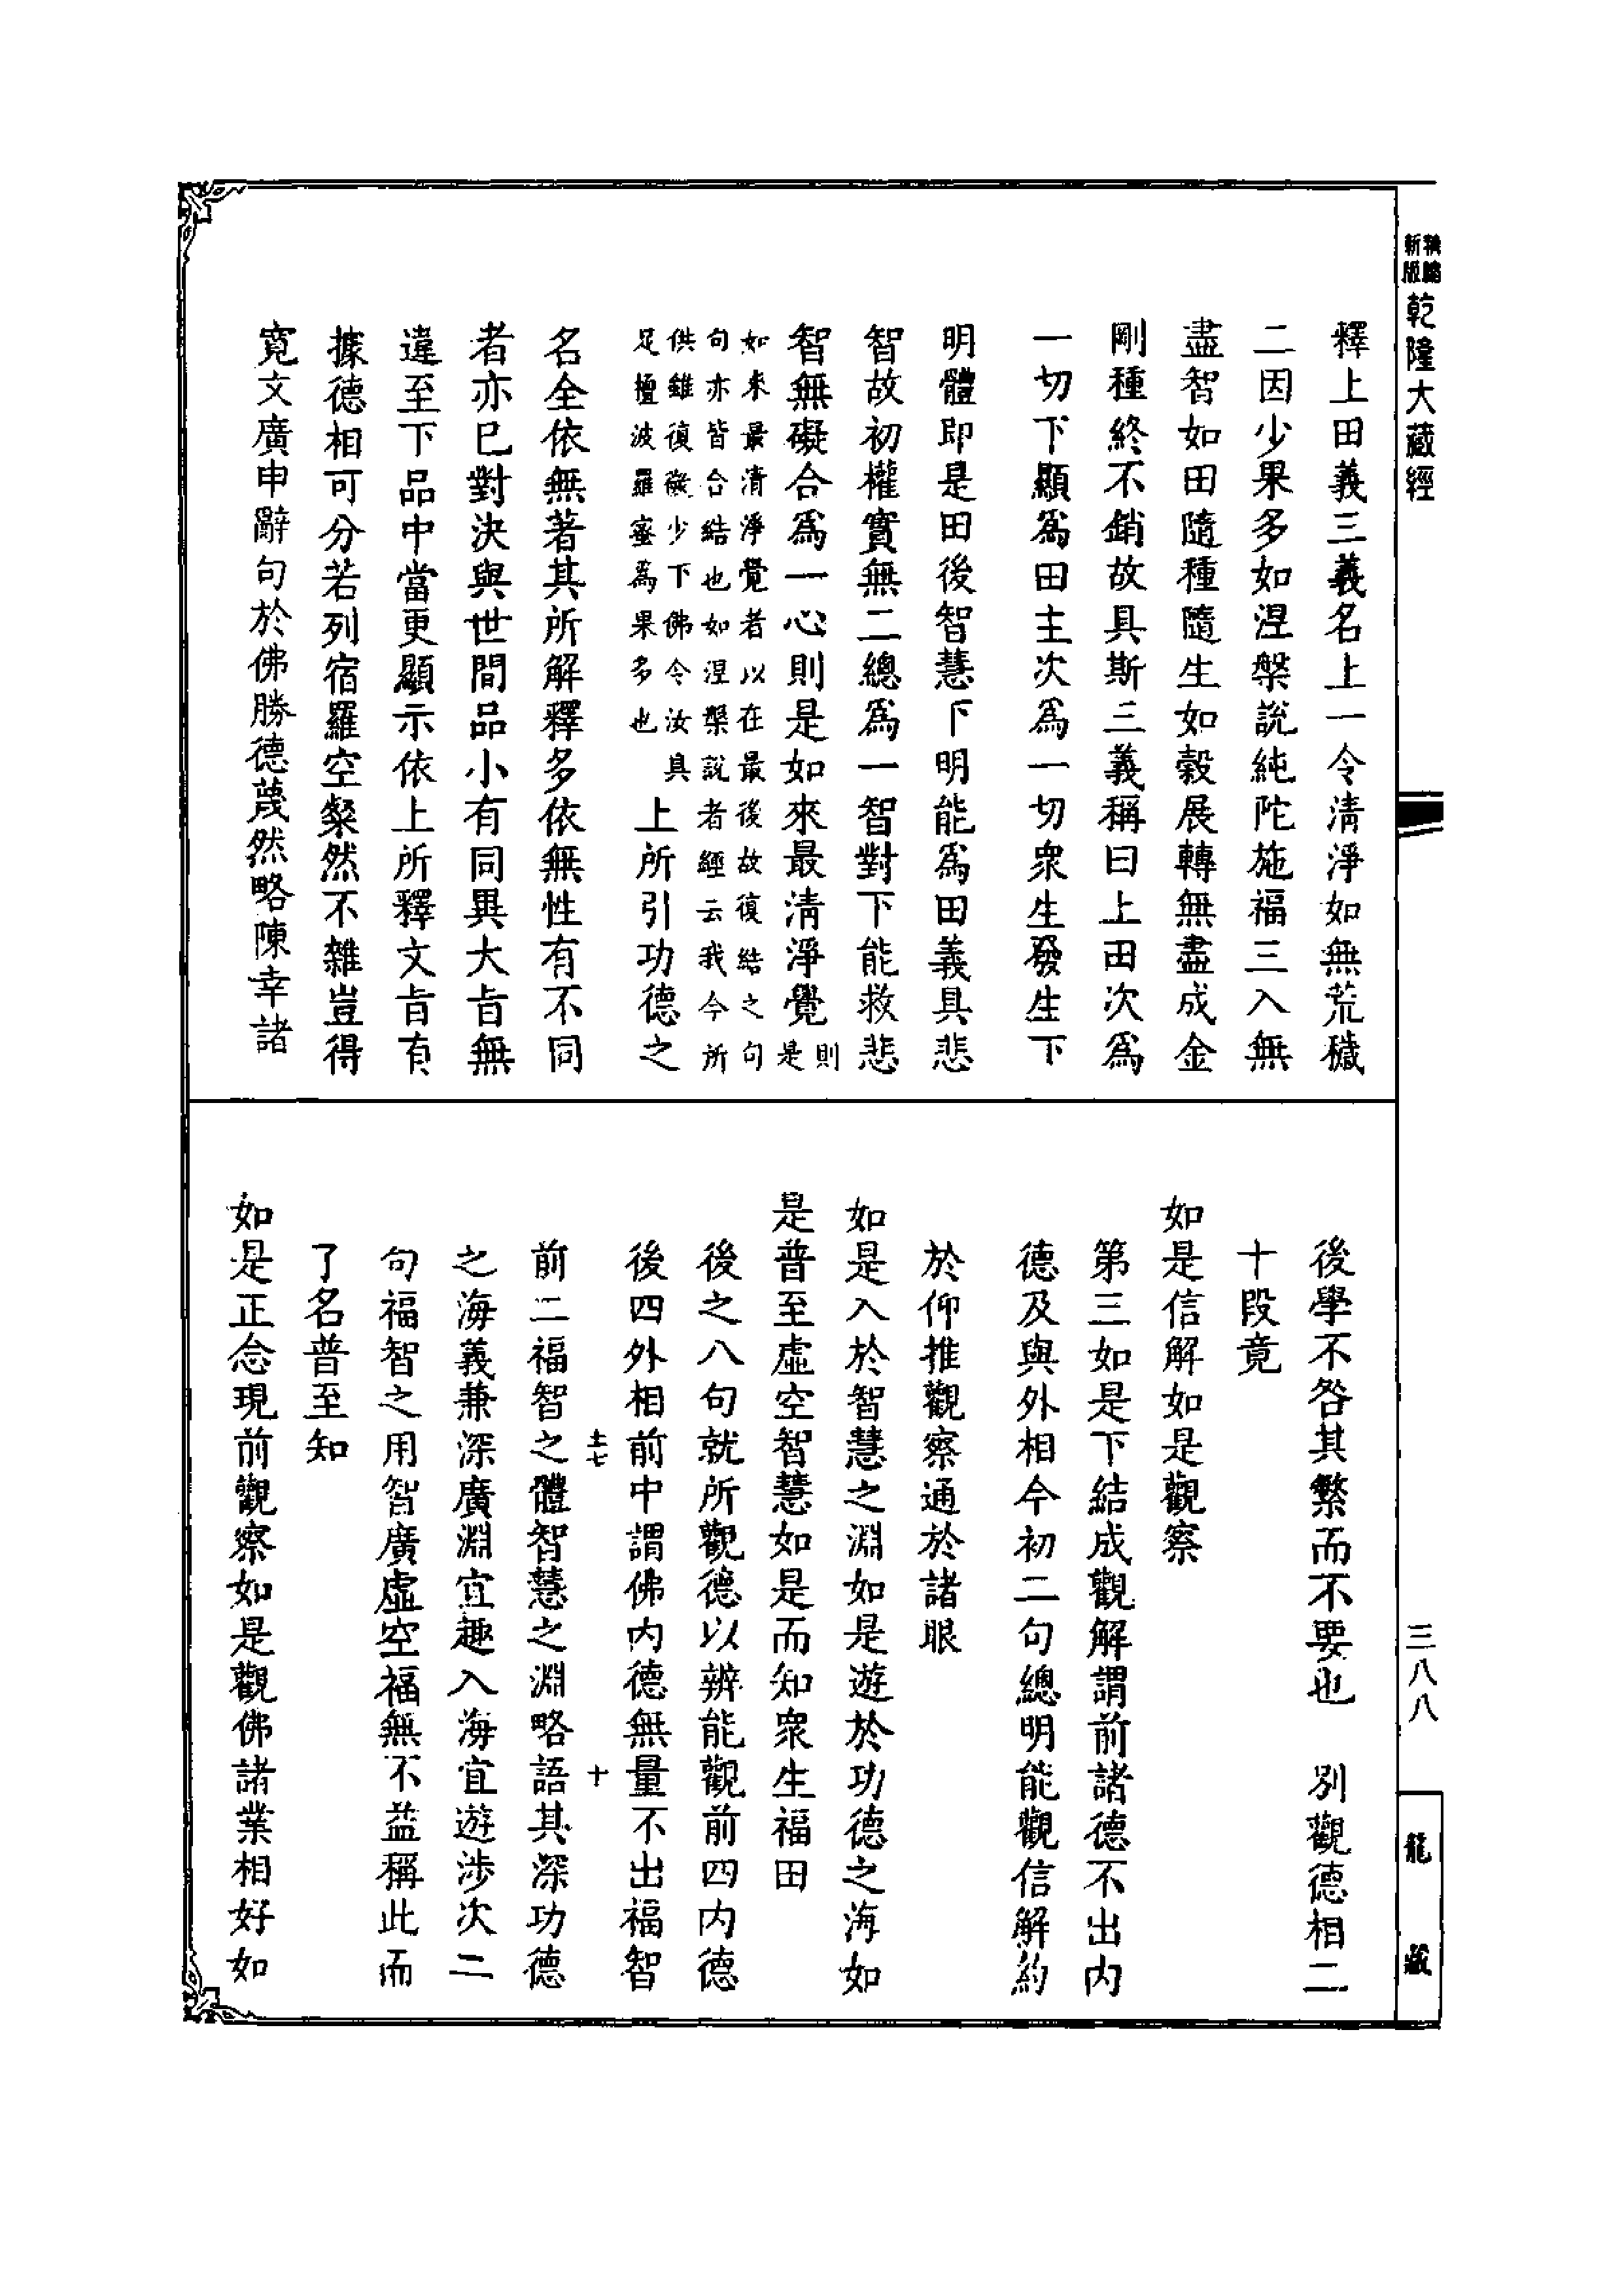 新版
乾隆大藏經
釋上田義三義名上一令清淨如無荒穢
二因少果多如涅槃說純陀施福三入無
盡智如田隨種隨生如穀展轉無盡成金
剛種終不銷故具斯三義稱曰上田次為
一切下顯為田主次為一切衆生發生下
明體即是田後智慧下明能為田義具悲
智故初權實無二總為一智對下能救悲
智無礙合為一心則是如來最清淨覺則是
如來最清淨覺者以在最後故復結之句
句亦皆合結也如涅槃說者經云我今所
供雖復微少下佛令汝具
足檀波羅蜜為果多也
上所引功德之
名全依無著其所解釋多依無性有不同
者亦已對決與世間品小有同異大旨無
違至下品中當更顯示依上所釋文旨有
據德相可分若列宿羅空粲然不雜豈得
寬文廣申辭句於佛勝德蔑然略陳幸諸
後學不咎其繁而不要也　別觀德相二
十段竟
如是信解如是觀察
第三如是下結成觀解謂前諸德不出內
德及與外相今初二句總明能觀信解約
於仰推觀察通於諸眼
如是入於智慧之淵如是遊於功德之海如
是普至虛空智慧如是而知衆生福田
後之八句就所觀德以辨能觀前四內德
後四外相前中謂佛內德無量不出福智
十七　十
前二福智之體智慧之淵略語其深功德
之海義兼深廣淵宜趣入海宜遊涉次二
句福智之用智廣虛空福無不益稱此而
了名普至知
如是正念現前觀察如是觀佛諸業相好如
三八八
龍藏